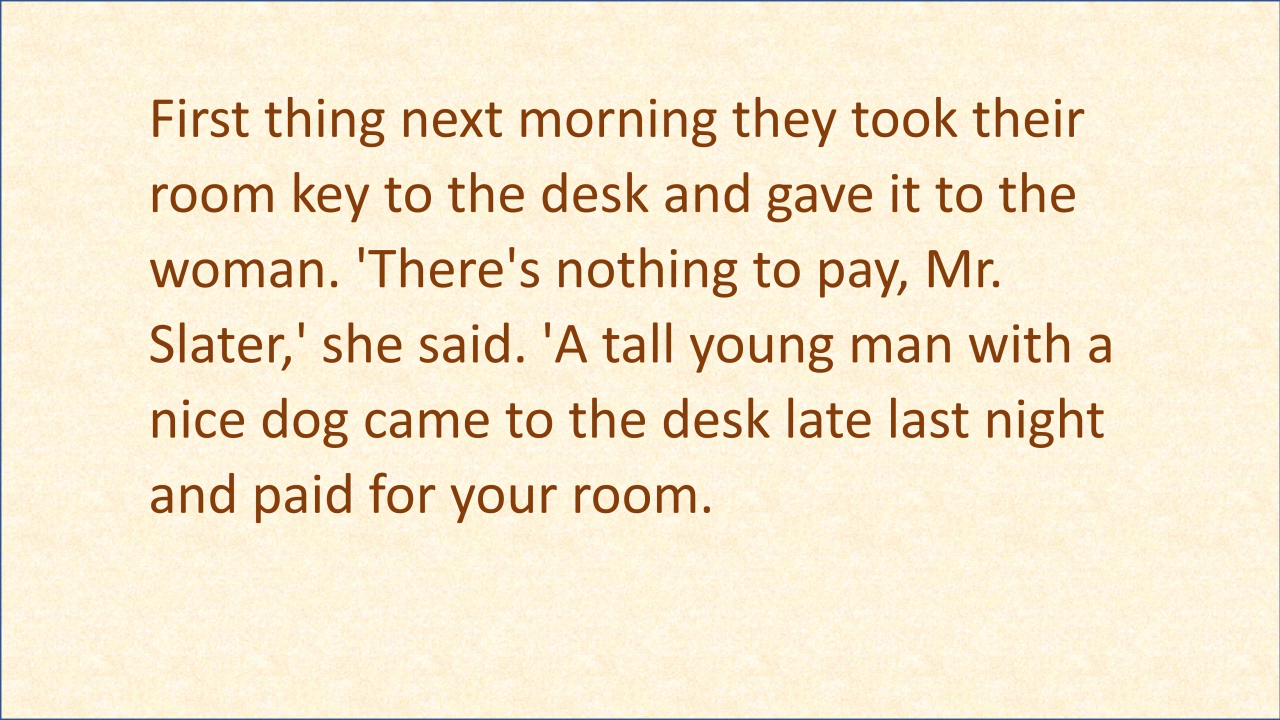 First thing next morning they took their
room key to the desk and gave it to the
woman. 'There's nothing to pay, Mr.
Slater,' she said. 'A tall young man with a
nice dog came to the desk late last night
and paid for your room.